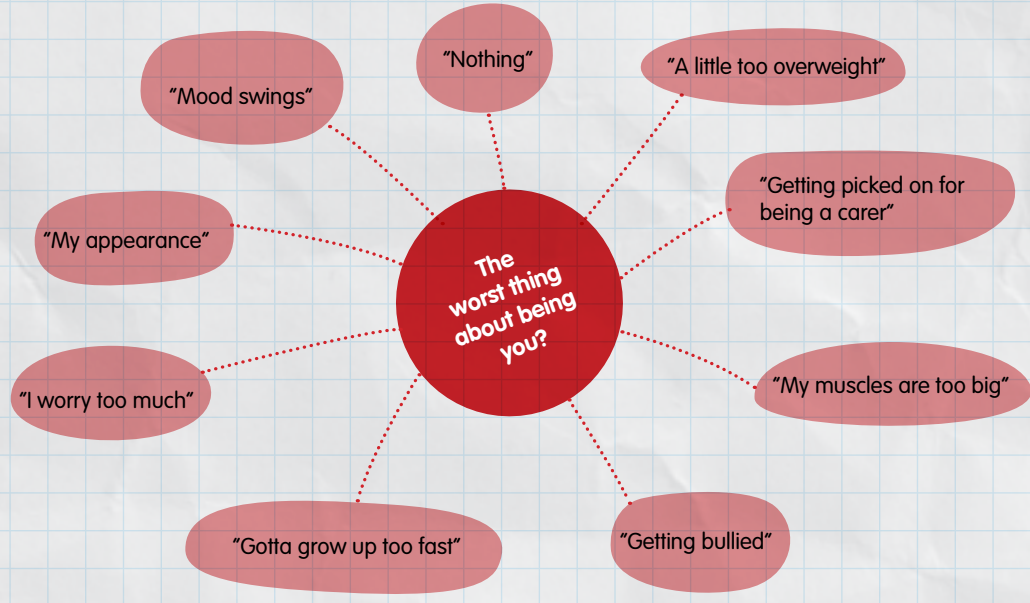 "Nothing"
"A little too overweight"
"Mood swings"
"Getting picked on for
being a carer"
"My appearance"
The
worst thing
about being
you?
"My muscles are too big"
"I worry too much"
"Gotta grow up too fast"
"Getting bullied"